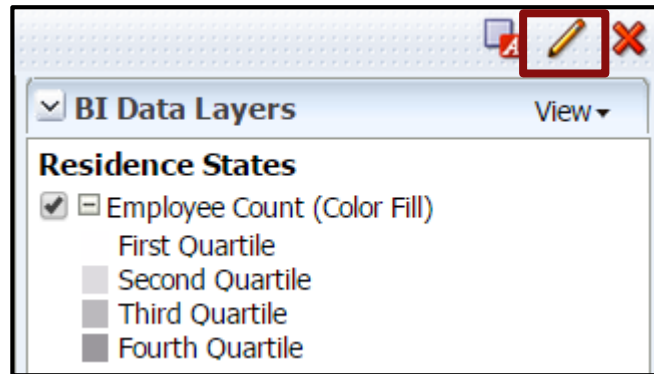 A
BI Data Layers View
Residence States
Employee Count (Color Fill)
First Quartile
Second Quartile
Third Quartile
Fourth Quartile